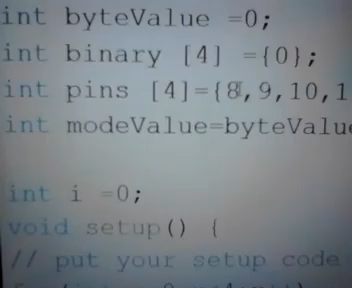 int byteValue =0;
int binary [4] ={0};
int pins [4]={8,9,10,1
int modeValue=byteValue
int i =0;
void setup() {
// put your setup code